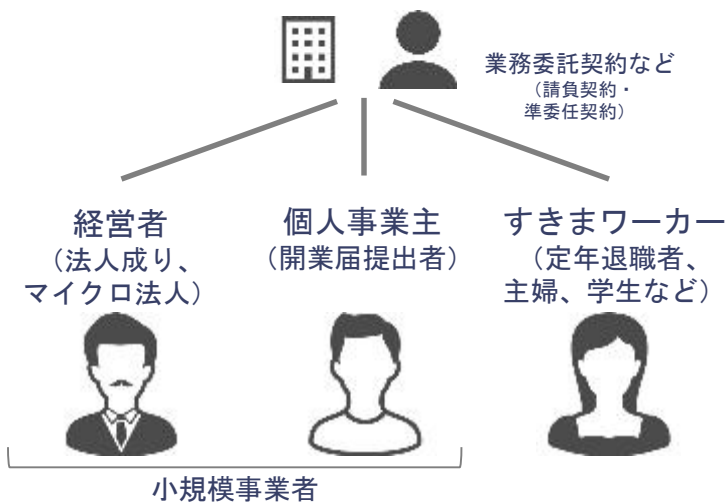 業務委託契約など
（請負契約・
準委任契約）
経営者
（法人成り、
マイクロ法人）
個人事業主
（開業届提出者）
すきまワーカー
（定年退職者、
主婦、学生など）
小規模事業者